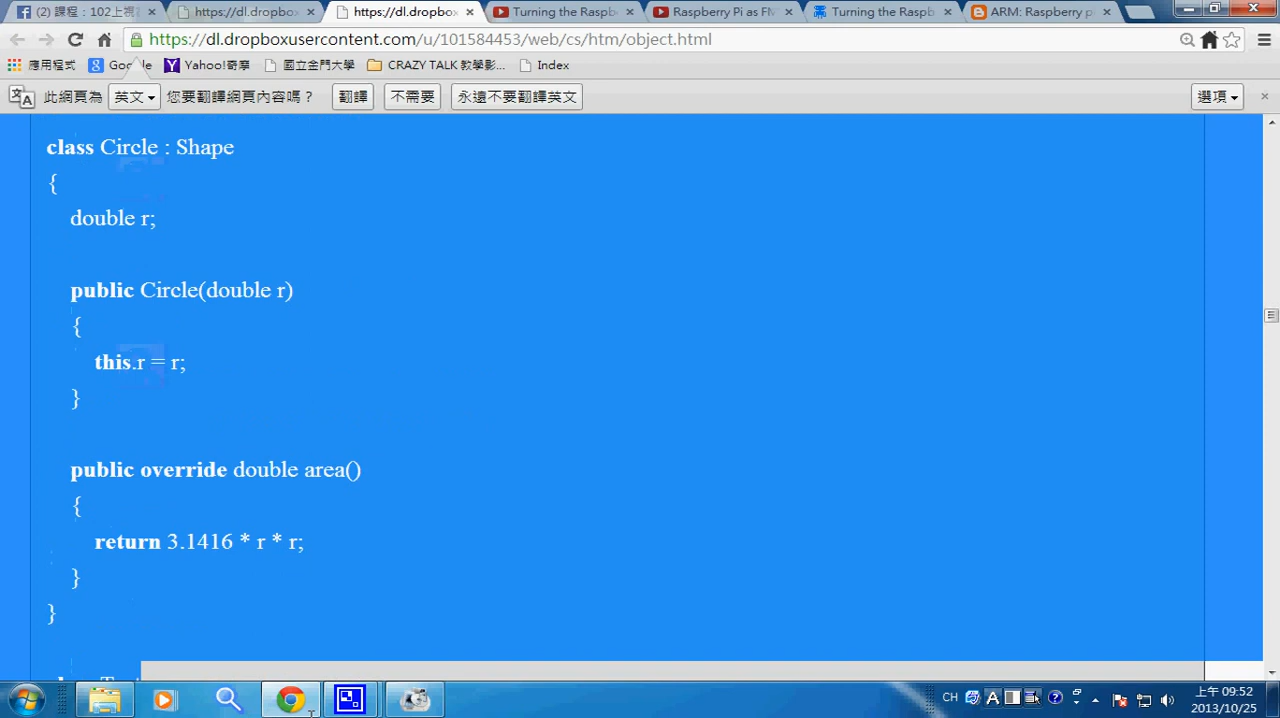 (2) 課程：102上視
https://dl.dropbox
https://dl.dropbo
Turning the Raspb
Raspberry Pi as FM
Turning the Raspb
ARM: Raspberry p
https://dl.dropboxusercontent.com/u/101584453/web/cs/htm/object.html
應用程式
Google
Yahoo!奇摩
國立金門大學
CRAZY TALK 教學影...
Index
此網頁為 英文 您要翻譯網頁內容嗎？ 翻譯 不需要 永遠不要翻譯英文 選項
class Circle : Shape
{
double r;
public Circle(double r)
{
this.r = r;
}
public override double area()
{
return 3.1416 * r * r;
}
}
CH
上午 09:52
2013/10/25